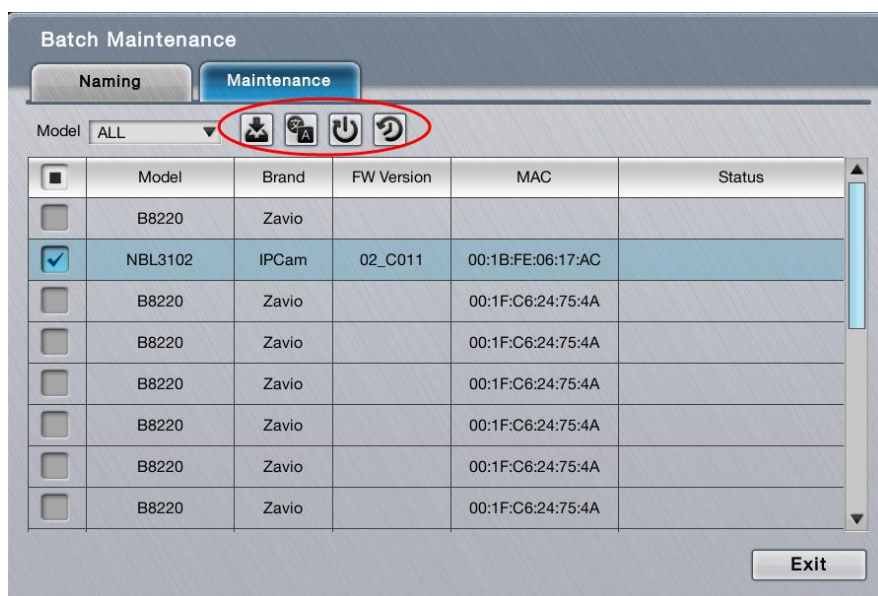 Batch Maintenance
Naming Maintenance
Model ALL
Model Brand FW Version MAC Status
B8220 Zavio
NBL3102 IPCam 02_C011 00:1B:FE:06:17:AC
B8220 Zavio 00:1F:C6:24:75:4A
B8220 Zavio 00:1F:C6:24:75:4A
B8220 Zavio 00:1F:C6:24:75:4A
B8220 Zavio 00:1F:C6:24:75:4A
B8220 Zavio 00:1F:C6:24:75:4A
B8220 Zavio 00:1F:C6:24:75:4A
Exit